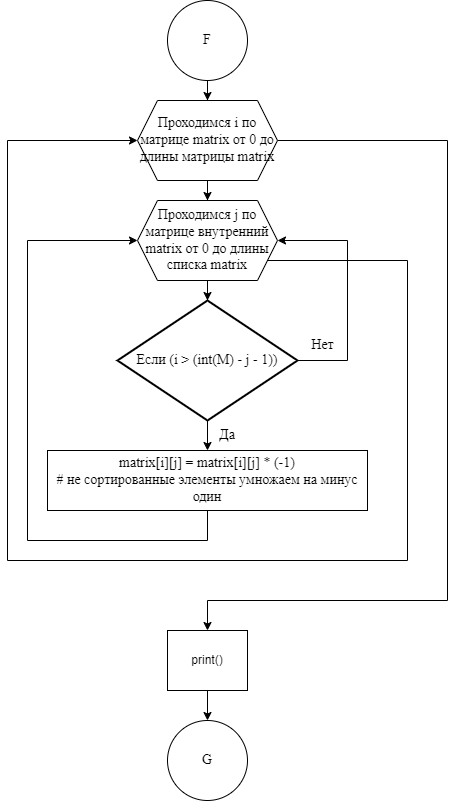 F
Проходимся i по
матрице matrix от 0 до
длины матрицы matrix
Проходимся j по
матрице внутренний
matrix от 0 до длины
списка matrix
Если (i > (int(M) - j - 1))
Нет
Да
matrix[i][j] = matrix[i][j] * (-1)
# не сортированные элементы умножаем на минус
один
print()
G